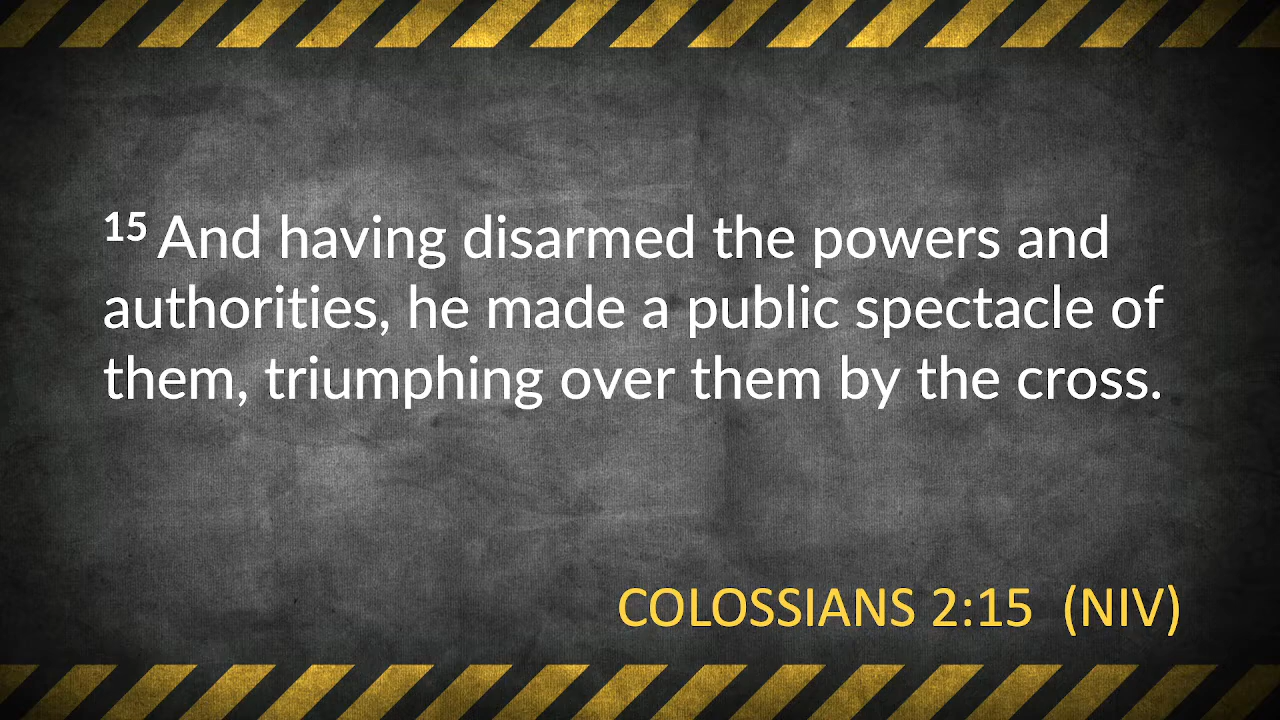 15 And having disarmed the powers and
authorities, he made a public spectacle of
them, triumphing over them by the cross.
COLOSSIANS 2:15 (NIV)